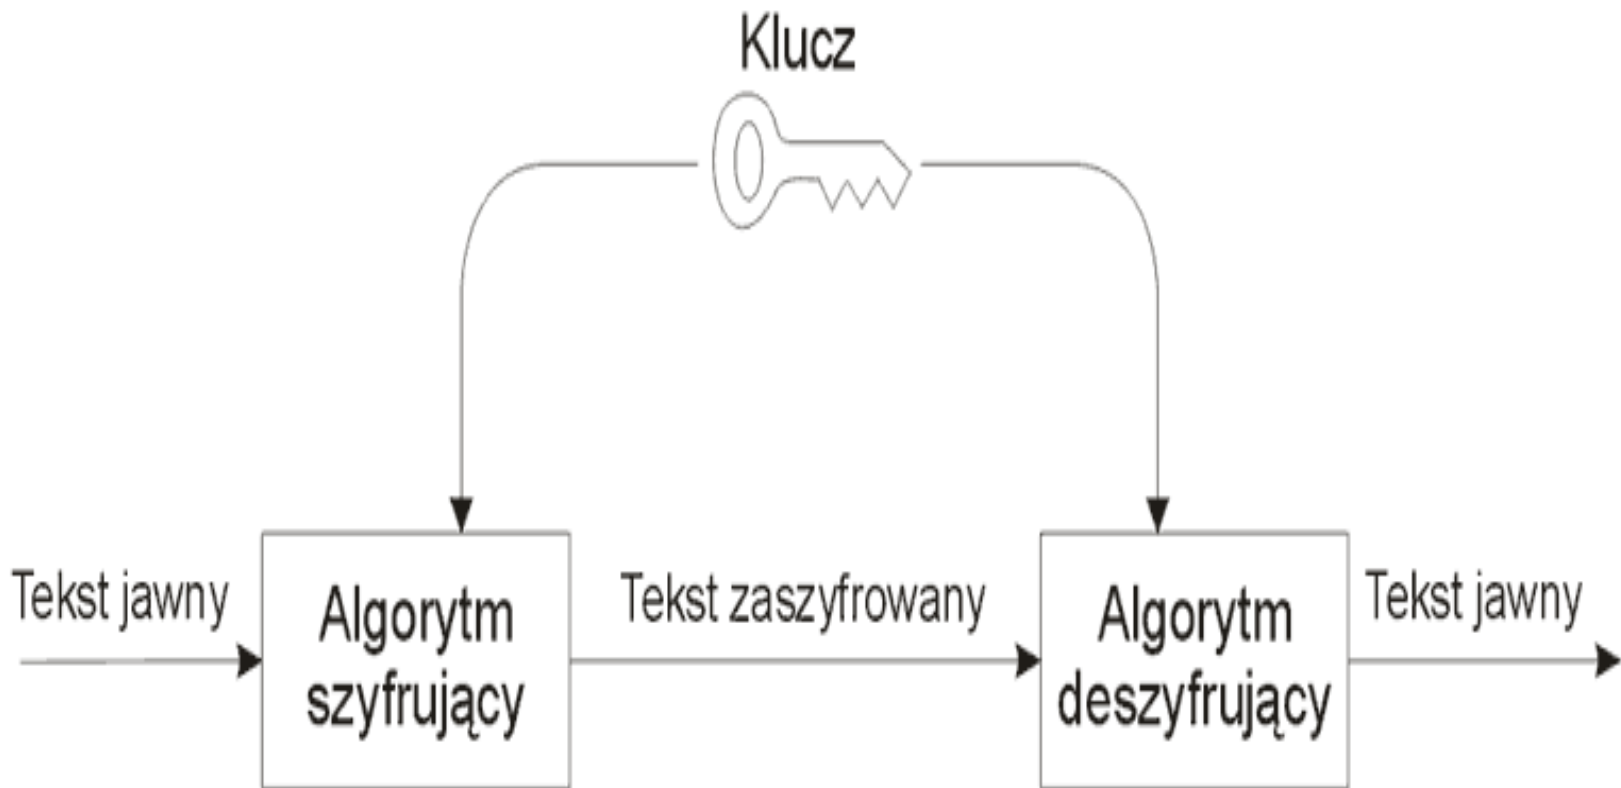 Klucz
Tekst jawny
Algorytm
szyfrujący
Tekst zaszyfrowany
Algorytm
deszyfrujący
Tekst jawny